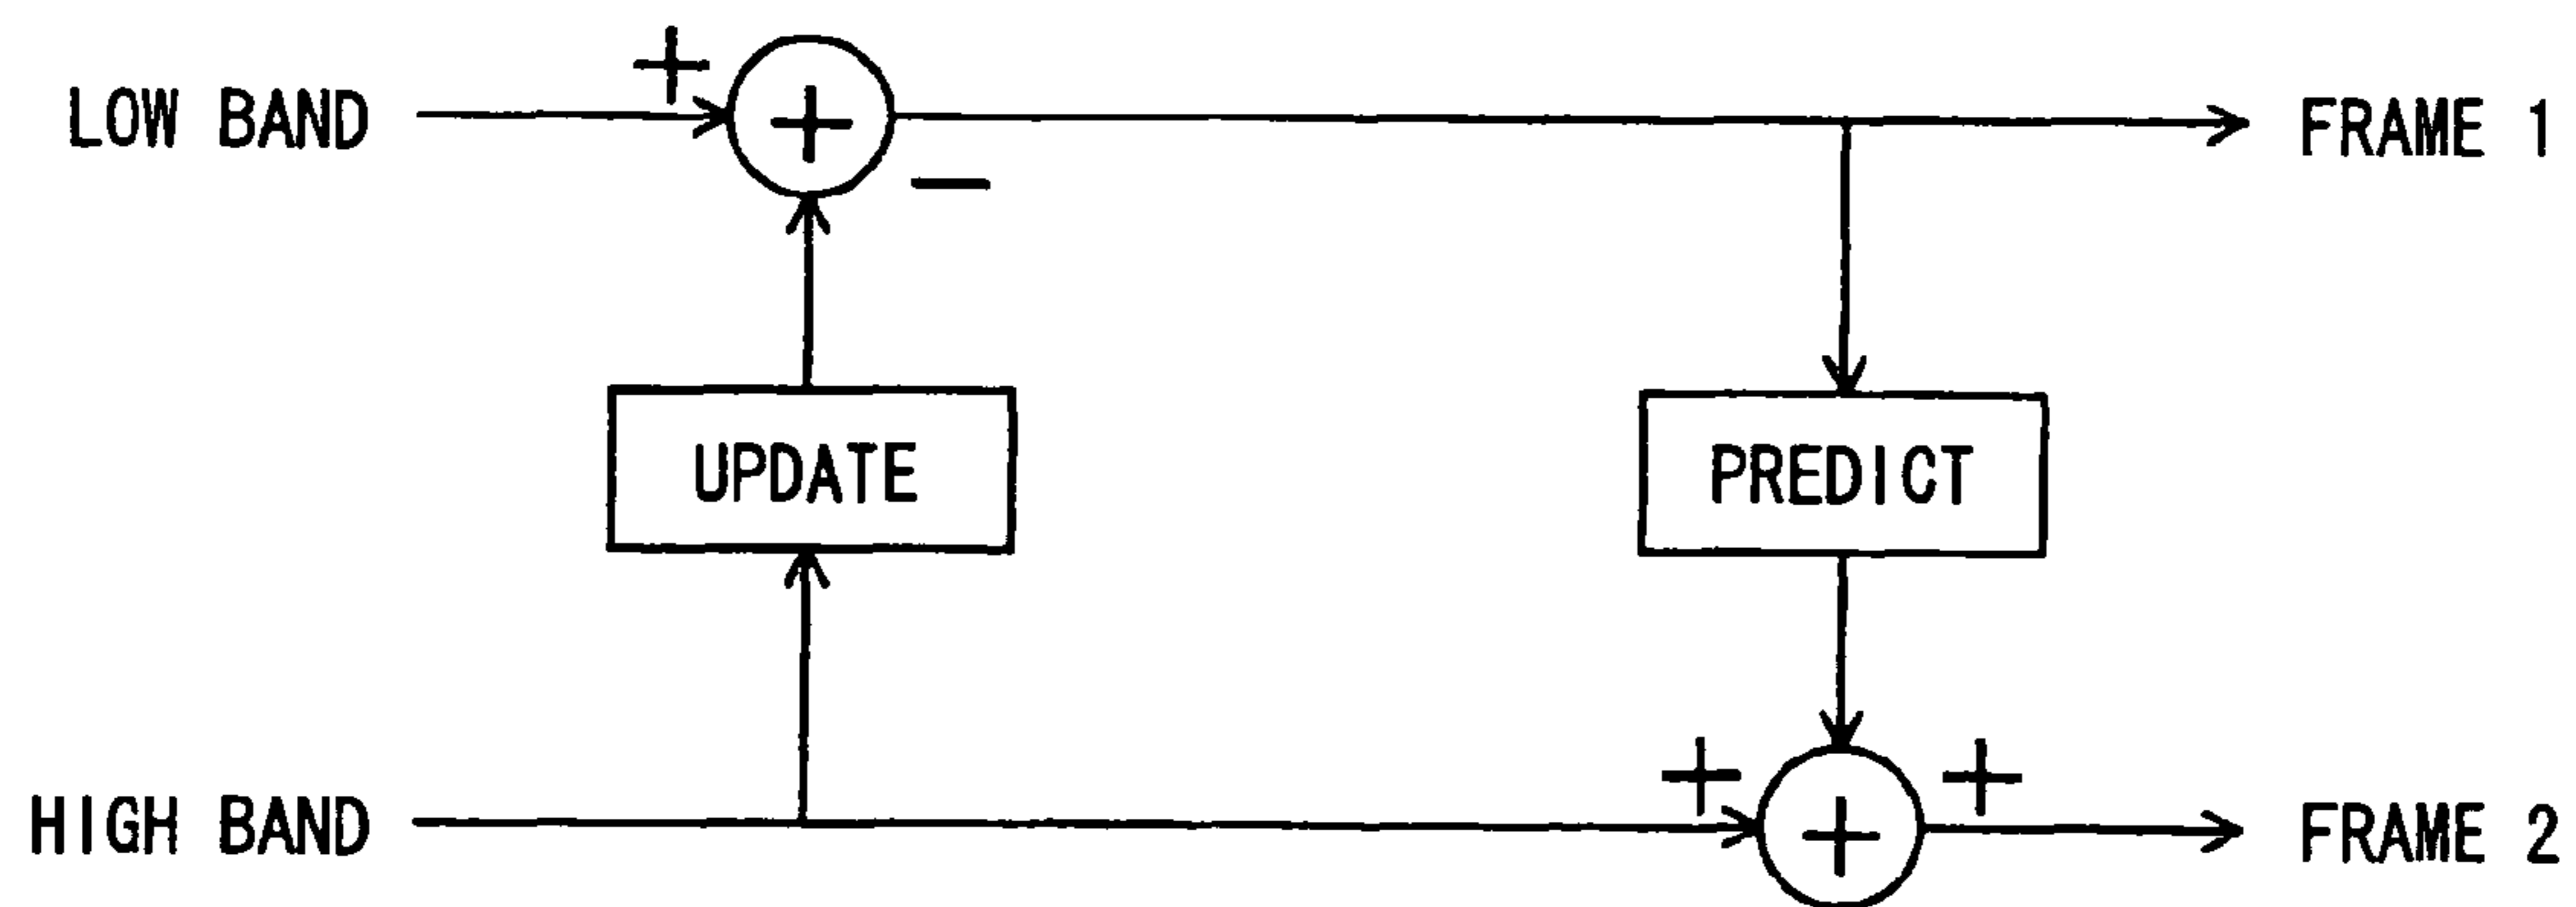 LOW BAND
+
+
−
FRAME 1
UPDATE
PREDICT
HIGH BAND
+
+
+
FRAME 2